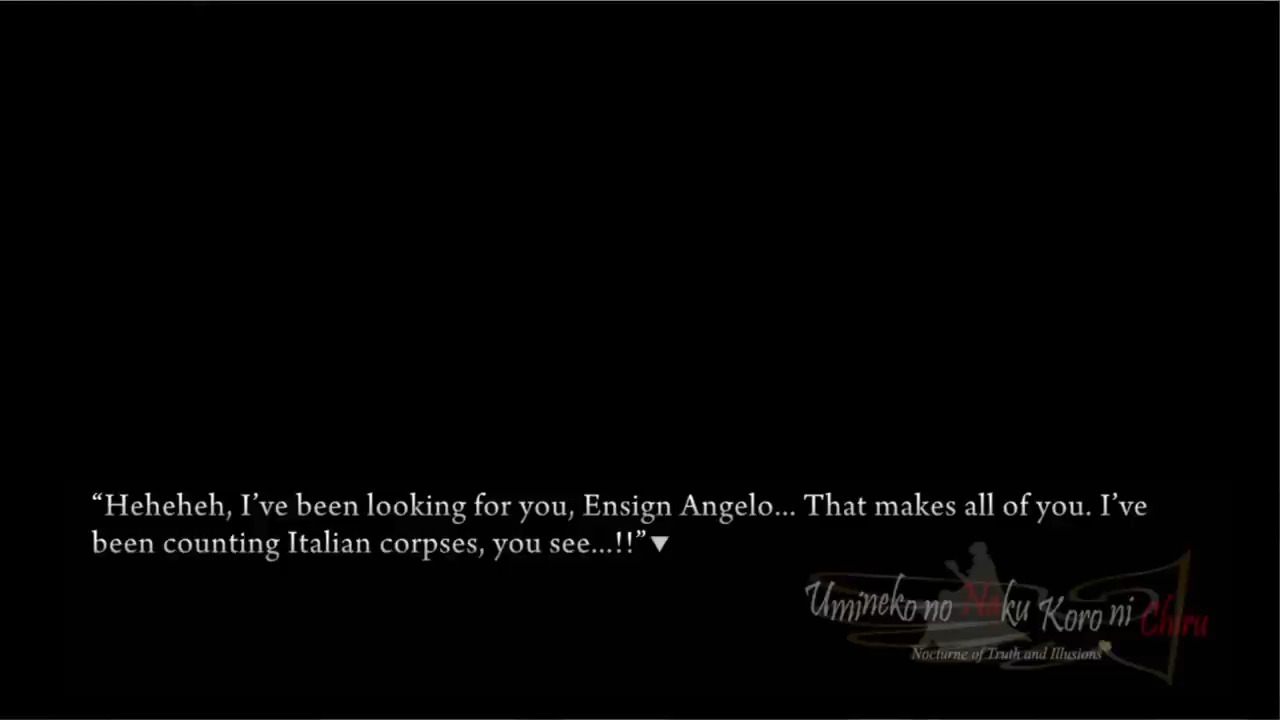 “Heheheh, I’ve been looking for you, Ensign Angelo... That makes all of you. I’ve
been counting Italian corpses, you see...!!”▼
Umineko no Naku Koro ni Chiru
Nocturne of Truth and Illusions